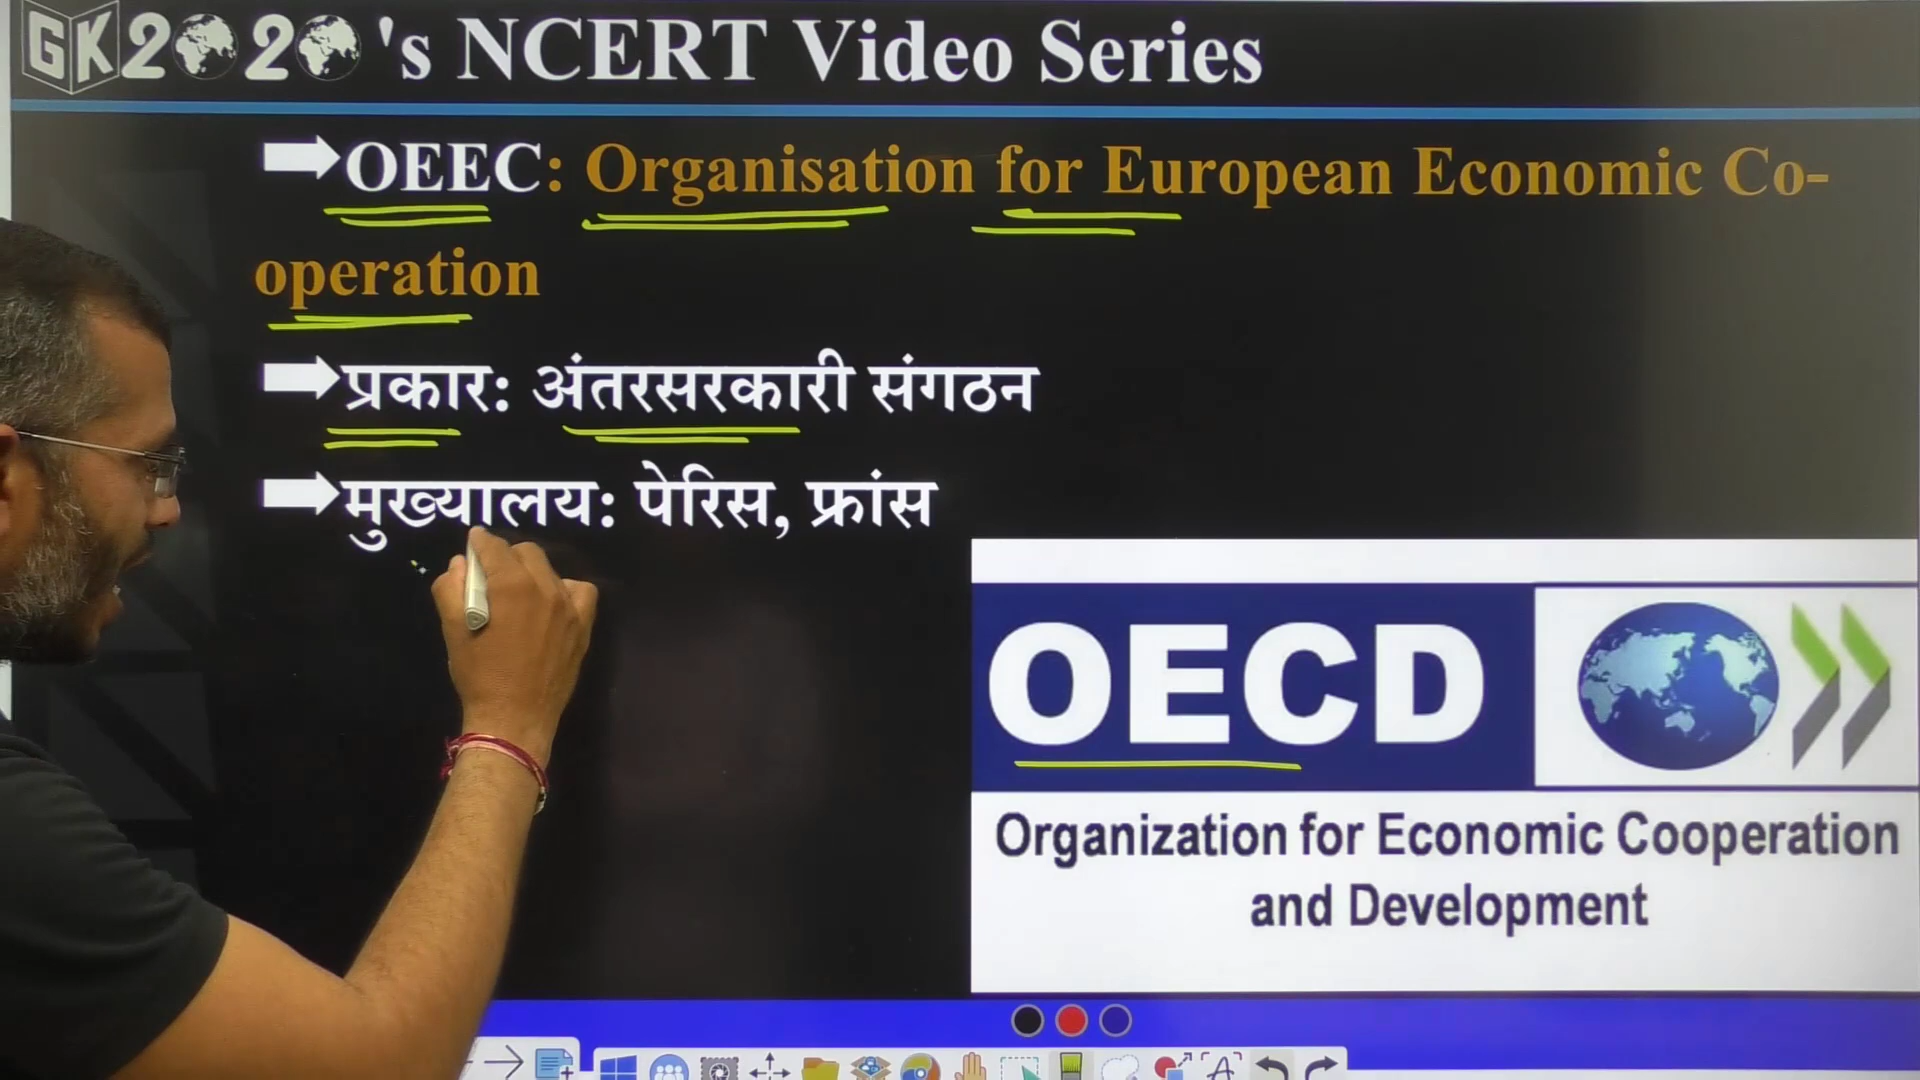 GK2020's NCERT Video Series
OEEC: Organisation for European Economic Co-
operation
प्रकार: अंतरसरकारी संगठन
मुख्यालय: पेरिस, फ्रांस
OECD
Organization for Economic Cooperation
and Development